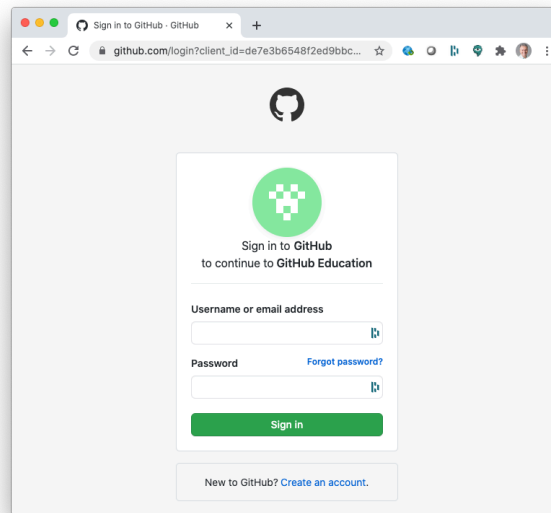 Sign in to GitHub · GitHub
github.com/login?client_id=de7e3b6548f2ed9bbc...
Sign in to GitHub
to continue to GitHub Education
Username or email address
Password Forgot password?
Sign in
New to GitHub? Create an account.